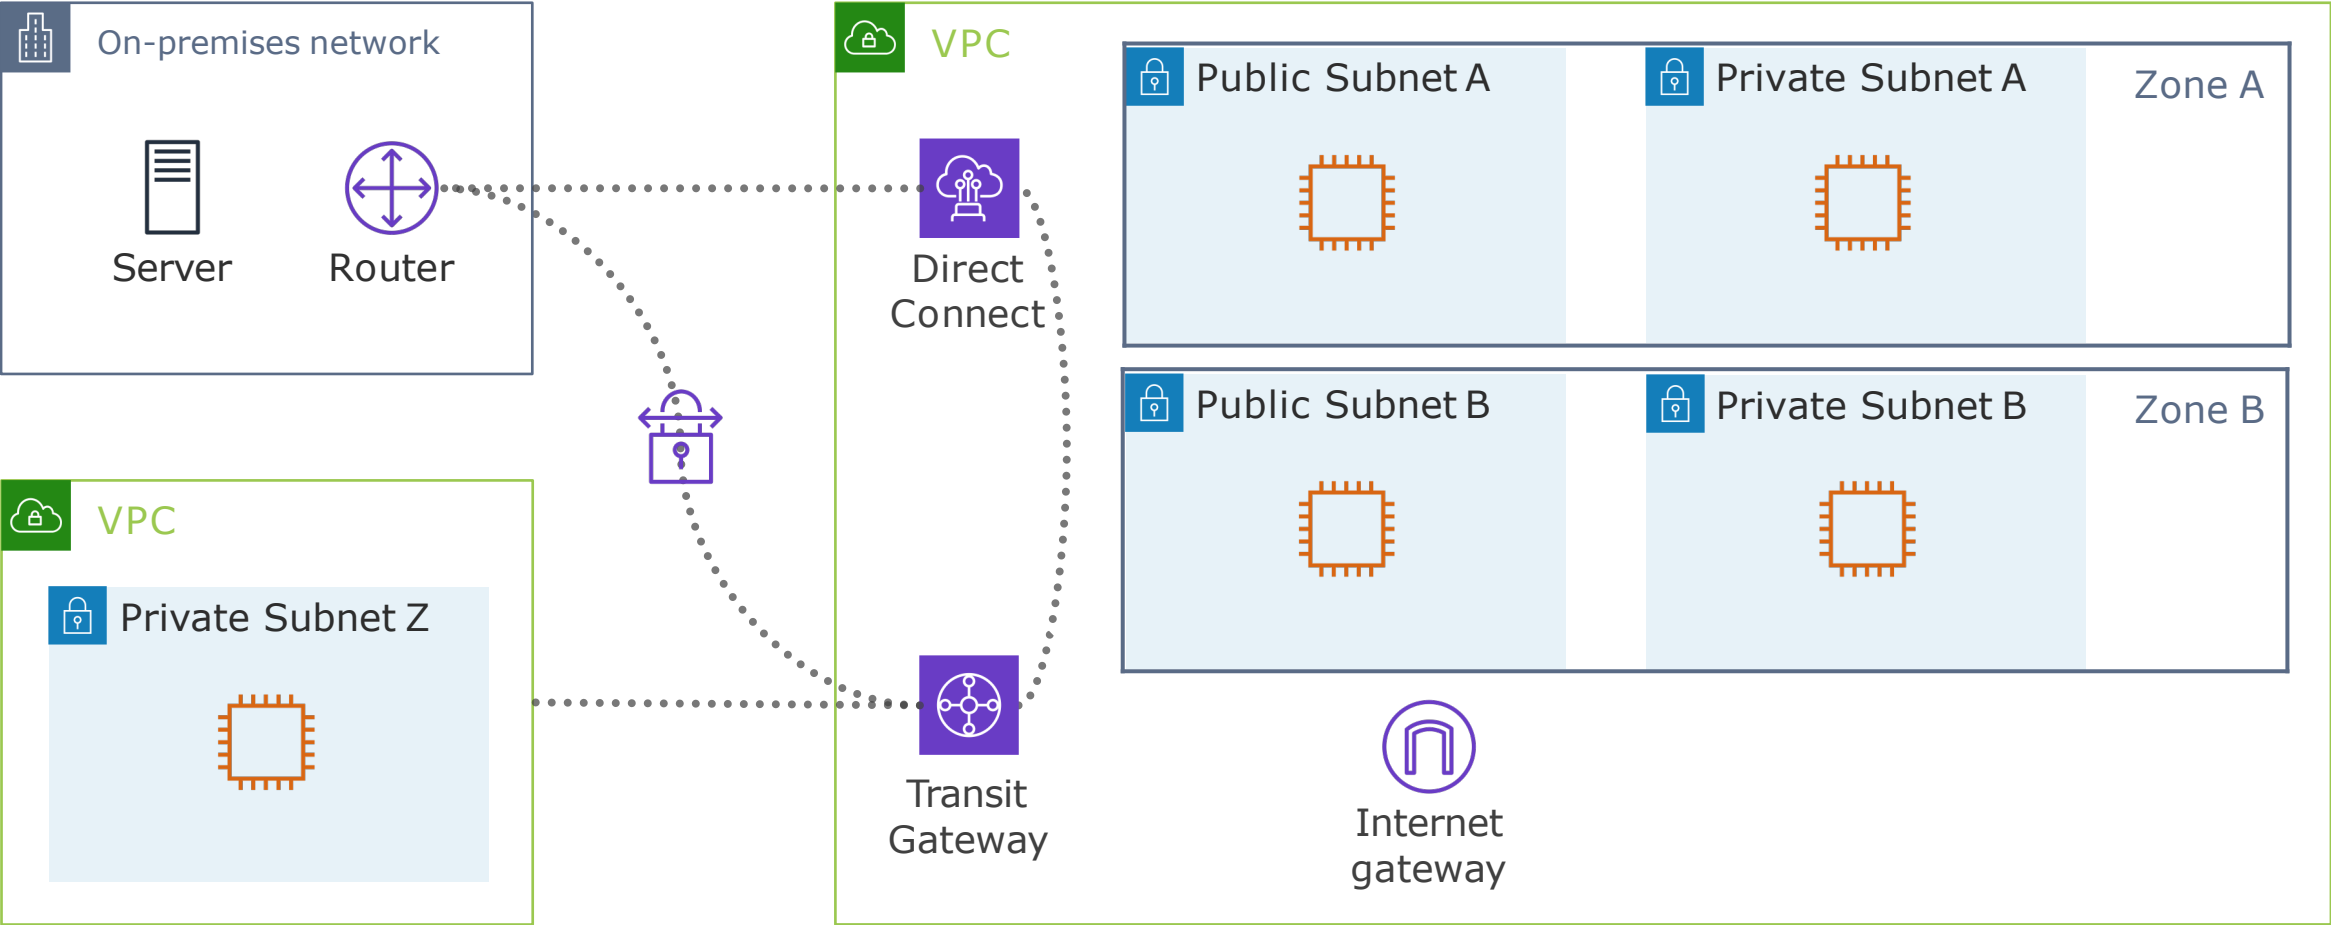 On-premises network
Server
Router
VPC
Private Subnet Z
VPC
Direct
Connect
Transit
Gateway
Public Subnet A
Private Subnet A
Zone A
Public Subnet B
Private Subnet B
Zone B
Internet
gateway